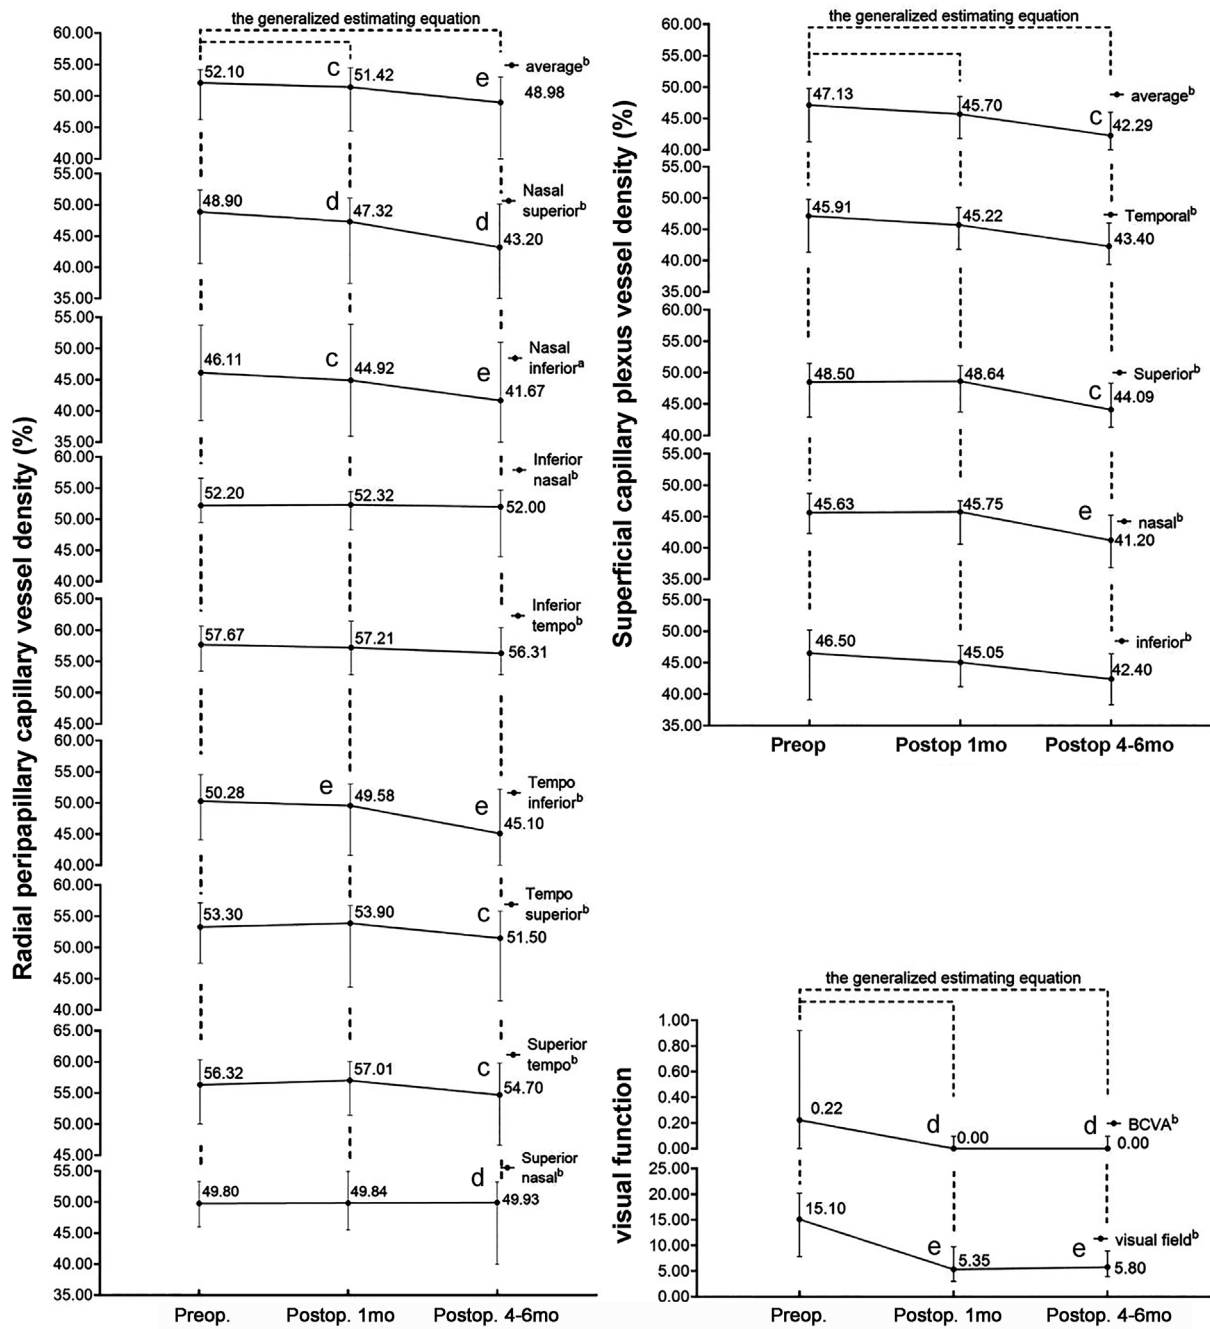 the generalized estimating equation
Radial peripapillary capillary vessel density (%)
60.00
55.00
50.00
45.00
40.00
52.10
c
51.42
e
48.98
average^b
55.00
50.00
45.00
40.00
35.00
48.90
d
47.32
d
43.20
Nasal
superior^b
55.00
50.00
45.00
40.00
35.00
46.11
c
44.92
e
41.67
Nasal
inferior^a
60.00
55.00
50.00
45.00
40.00
52.20
52.32
52.00
Inferior
nasal^b
65.00
60.00
55.00
50.00
45.00
57.67
57.21
56.31
Inferior
tempo^b
60.00
55.00
50.00
45.00
40.00
50.28
e
49.58
e
45.10
Tempo
inferior^b
60.00
55.00
50.00
45.00
40.00
53.30
53.90
c
51.50
Tempo
superior^b
65.00
60.00
55.00
50.00
45.00
56.32
57.01
c
54.70
Superior
tempo^b
55.00
50.00
45.00
40.00
35.00
49.80
49.84
d
49.93
Superior
nasal^b
Preop. Postop. 1mo Postop. 4-6mo
the generalized estimating equation
Superficial capillary plexus vessel density (%)
60.00
55.00
50.00
45.00
40.00
47.13
45.70
c
42.29
average^b
55.00
50.00
45.00
40.00
35.00
45.91
45.22
43.40
Temporal^b
60.00
55.00
50.00
45.00
40.00
48.50
48.64
c
44.09
Superior^b
55.00
50.00
45.00
40.00
35.00
45.63
45.75
e
41.20
nasal^b
55.00
50.00
45.00
40.00
35.00
46.50
45.05
42.40
inferior^b
Preop Postop 1mo Postop 4-6mo
the generalized estimating equation
visual function
1.00
0.80
0.60
0.40
0.20
0.00
0.22
d
0.00
d
0.00
BCVA^b
25.00
20.00
15.00
10.00
5.00
0.00
15.10
e
5.35
e
5.80
visual field^b
Preop. Postop. 1mo Postop. 4-6mo